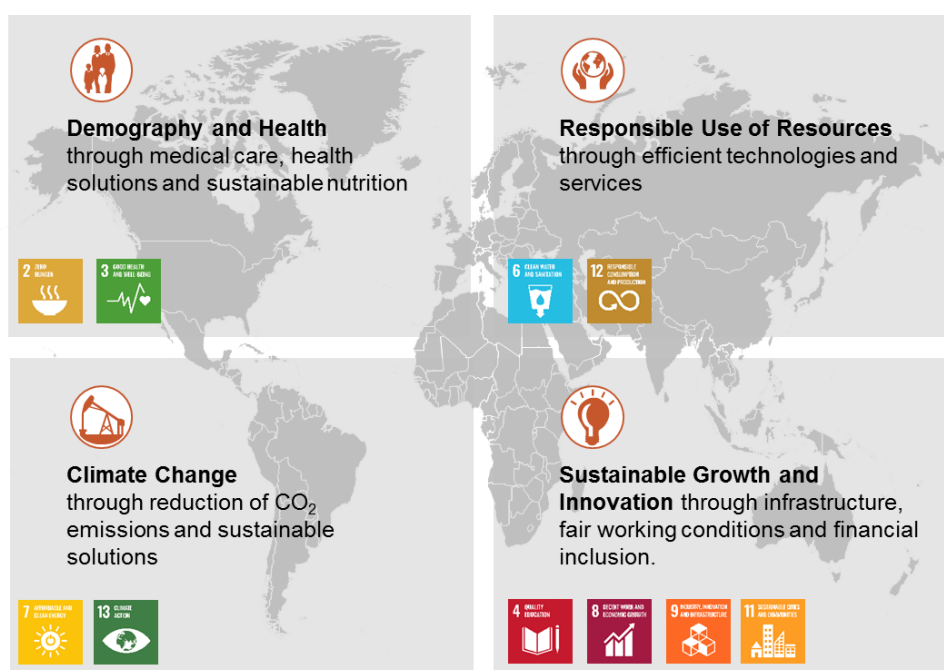 Demography and Health
through medical care, health
solutions and sustainable nutrition
2 ZERO
HUNGER
3 GOOD HEALTH
AND WELL-BEING
Responsible Use of Resources
through efficient technologies and
services
6 CLEAN WATER
AND SANITATION
12 RESPONSIBLE
CONSUMPTION
AND PRODUCTION
Climate Change
through reduction of CO₂
emissions and sustainable
solutions
7 AFFORDABLE AND
CLEAN ENERGY
13 CLIMATE
ACTION
Sustainable Growth and
Innovation through infrastructure,
fair working conditions and financial
inclusion.
4 QUALITY
EDUCATION
8 DECENT WORK AND
ECONOMIC GROWTH
9 INDUSTRY, INNOVATION
AND INFRASTRUCTURE
11 SUSTAINABLE CITIES
AND COMMUNITIES